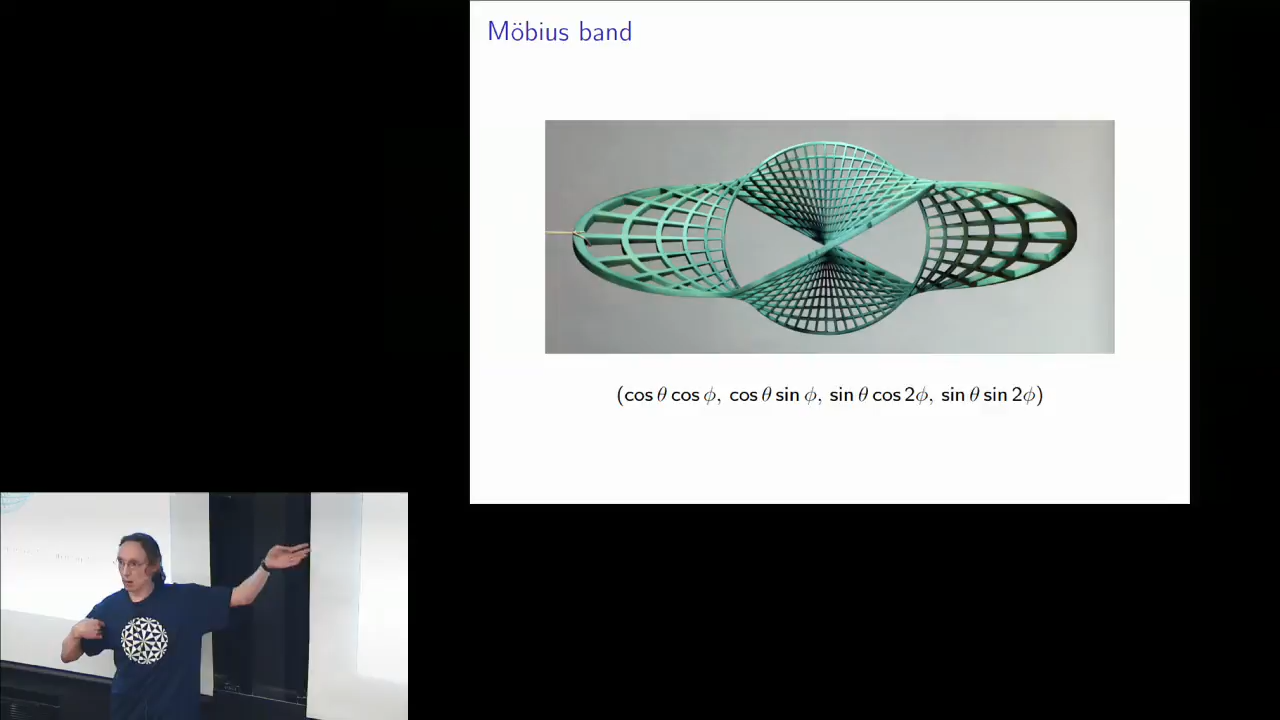 Möbius band
(cos θ cos ϕ, cos θ sin ϕ, sin θ cos 2ϕ, sin θ sin 2ϕ)